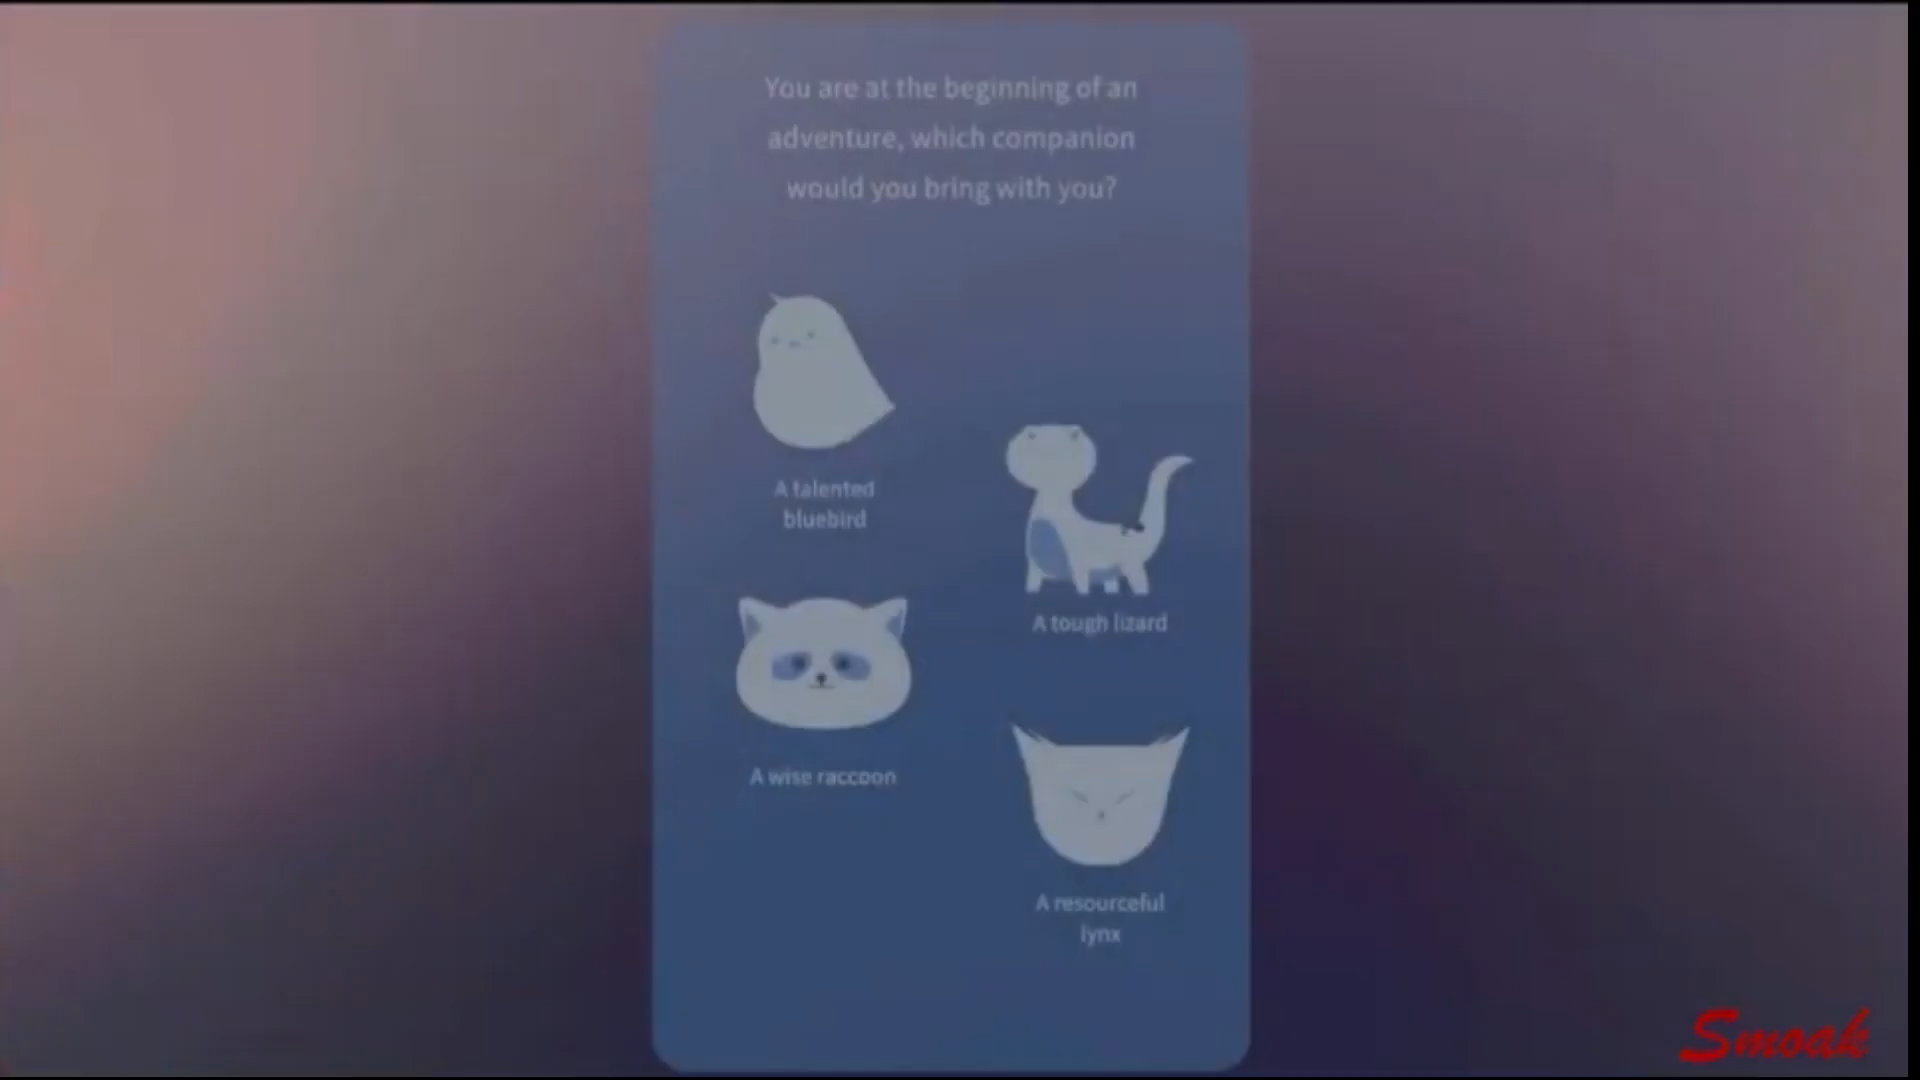 You are at the beginning of an
adventure, which companion
would you bring with you?
A talented
bluebird
A tough lizard
A wise raccoon
A resourceful
lynx
Smoak